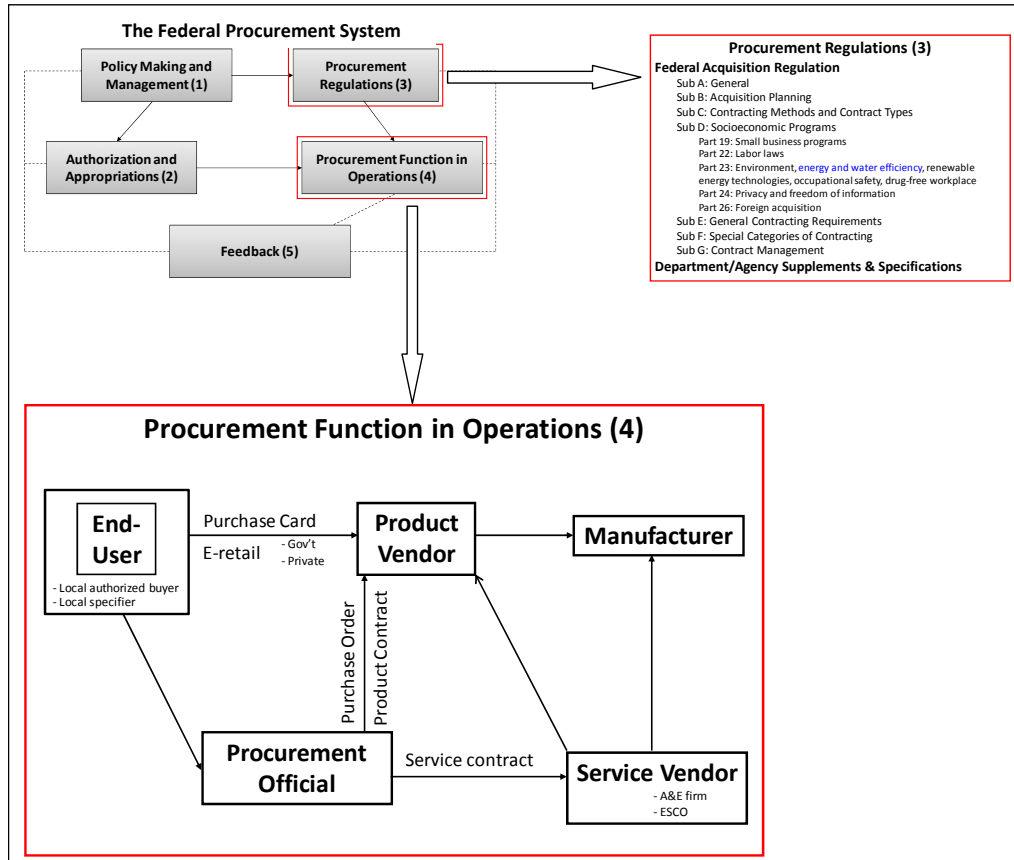 The Federal Procurement System
Policy Making and
Management (1)
Procurement
Regulations (3)
Authorization and
Appropriations (2)
Procurement Function in
Operations (4)
Feedback (5)
Procurement Regulations (3)
Federal Acquisition Regulation
Sub A: General
Sub B: Acquisition Planning
Sub C: Contracting Methods and Contract Types
Sub D: Socioeconomic Programs
Part 19: Small business programs
Part 22: Labor laws
Part 23: Environment, energy and water efficiency, renewable
energy technologies, occupational safety, drug-free workplace
Part 24: Privacy and freedom of information
Part 26: Foreign acquisition
Sub E: General Contracting Requirements
Sub F: Special Categories of Contracting
Sub G: Contract Management
Department/Agency Supplements & Specifications
Procurement Function in Operations (4)
End-
User
- Local authorized buyer
- Local specifier
Purchase Card
E-retail
- Gov't
- Private
Product
Vendor
Manufacturer
Purchase Order
Product Contract
Procurement
Official
Service contract
Service Vendor
- A&E firm
- ESCO